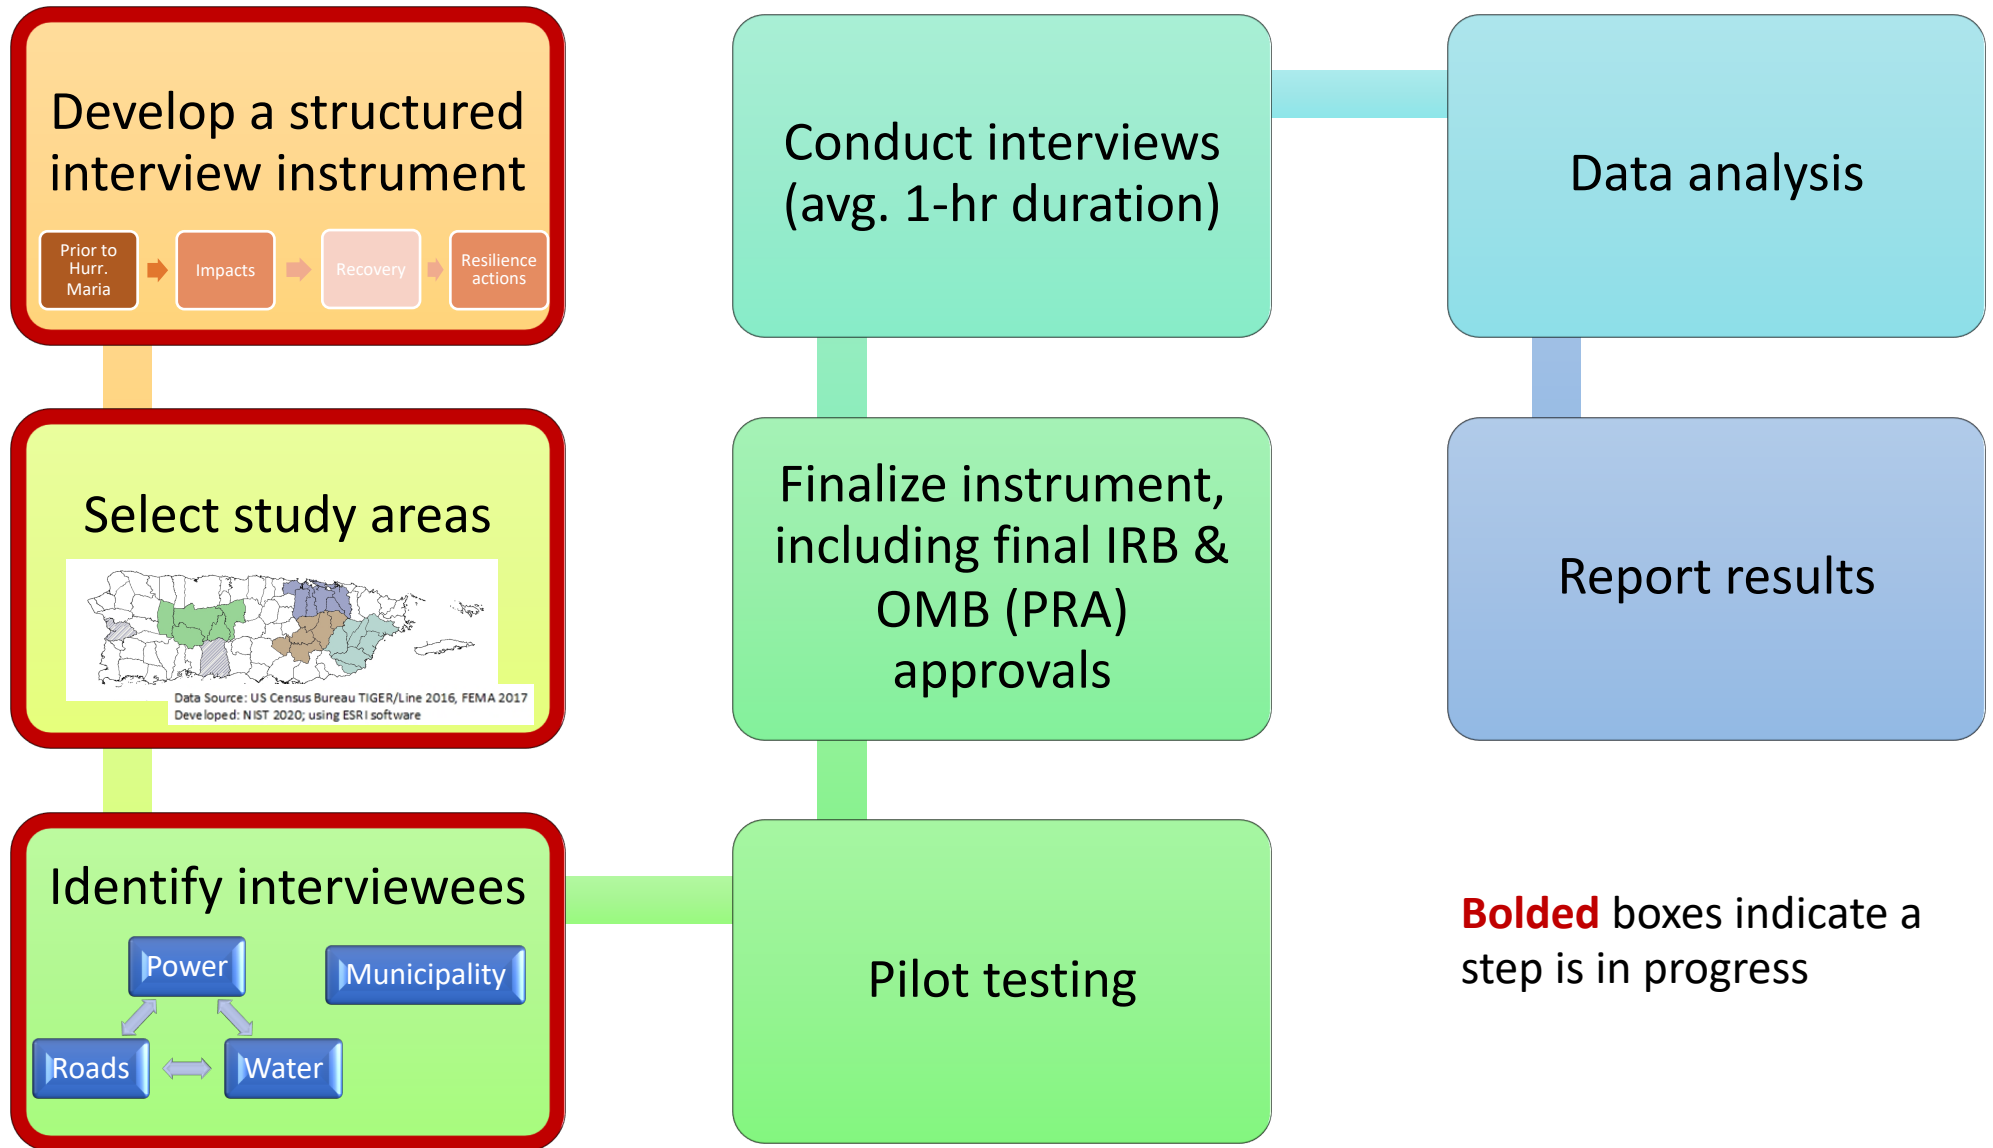 Develop a structured
interview instrument
Prior to
Hurr.
Maria
Impacts
Recovery
Resilience
actions
Select study areas
Data Source: US Census Bureau TIGER/Line 2016, FEMA 2017
Developed: NIST 2020; using ESRI software
Identify interviewees
Power
Municipality
Roads
Water
Pilot testing
Finalize instrument,
including final IRB &
OMB (PRA)
approvals
Conduct interviews
(avg. 1-hr duration)
Data analysis
Report results
Bolded boxes indicate a
step is in progress